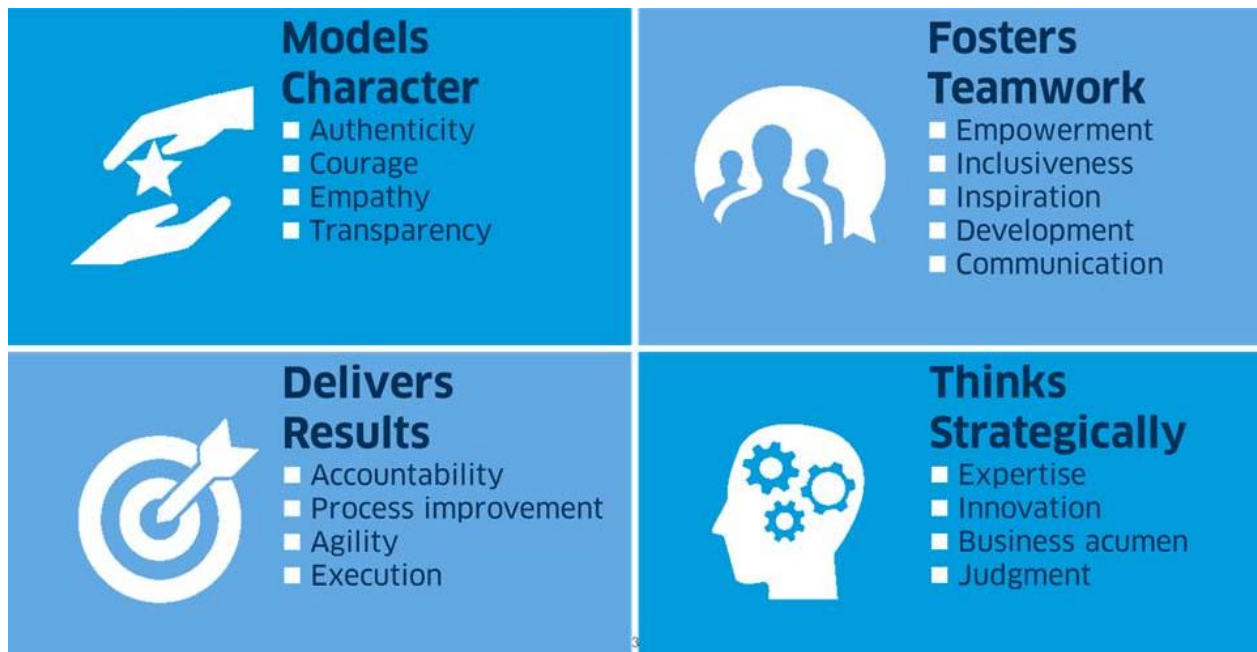 Models
Character
Authenticity
Courage
Empathy
Transparency
Fosters
Teamwork
Empowerment
Inclusiveness
Inspiration
Development
Communication
Delivers
Results
Accountability
Process improvement
Agility
Execution
Thinks
Strategically
Expertise
Innovation
Business acumen
Judgment
3